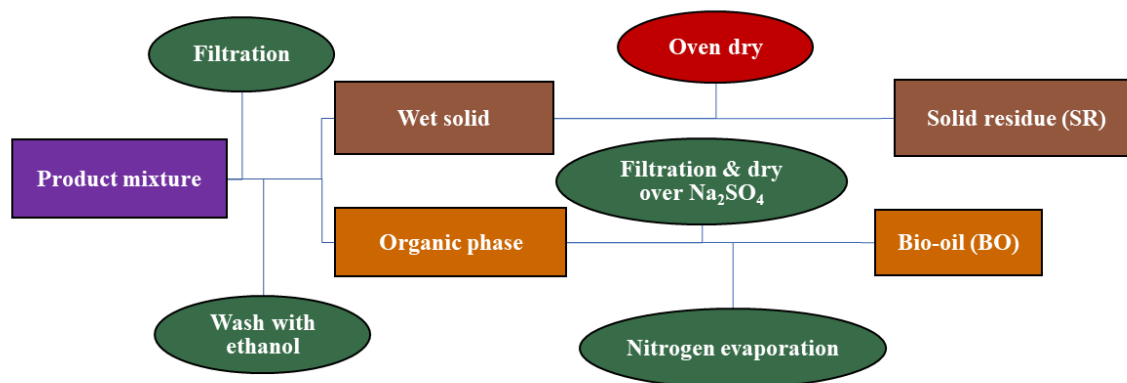 Filtration
Oven dry
Wet solid
Solid residue (SR)
Product mixture
Filtration & dry
over Na₂SO₄
Organic phase
Bio-oil (BO)
Wash with
ethanol
Nitrogen evaporation